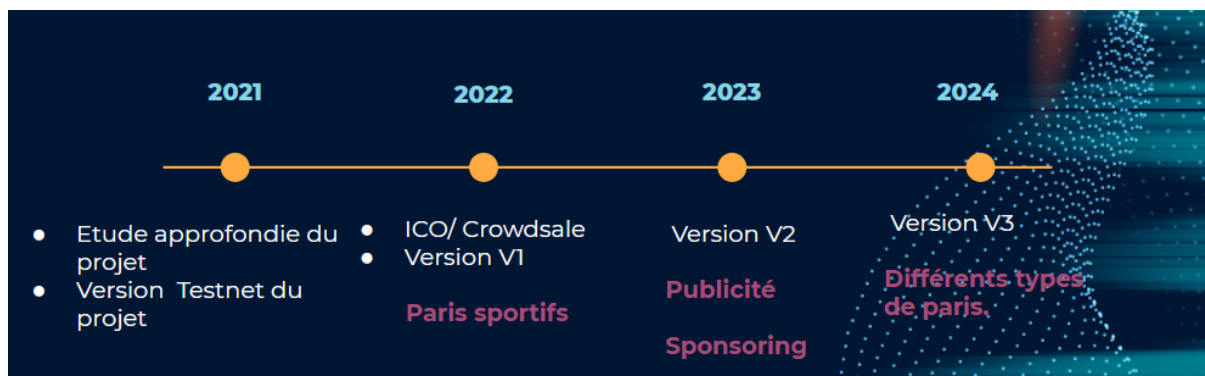 2021
2022
2023
2024
● Etude approfondie du
projet
● Version Testnet du
projet
● ICO/ Crowdsale
● Version V1
Paris sportifs
Version V2
Publicité
Sponsoring
Version V3
Différents types
de paris.